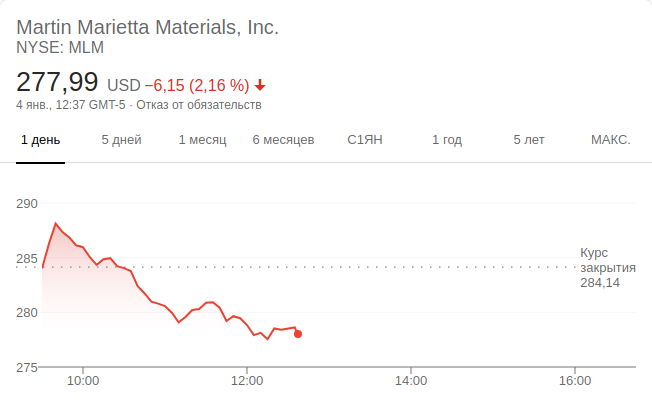 Martin Marietta Materials, Inc.
NYSE: MLM
277,99 USD −6,15 (2,16 %)
4 янв., 12:37 GMT-5 · Отказ от обязательств
1 день 5 дней 1 месяц 6 месяцев С1ЯН 1 год 5 лет МАКС.
290
285
Курс
закрытия
284,14
280
275
10:00 12:00 14:00 16:00